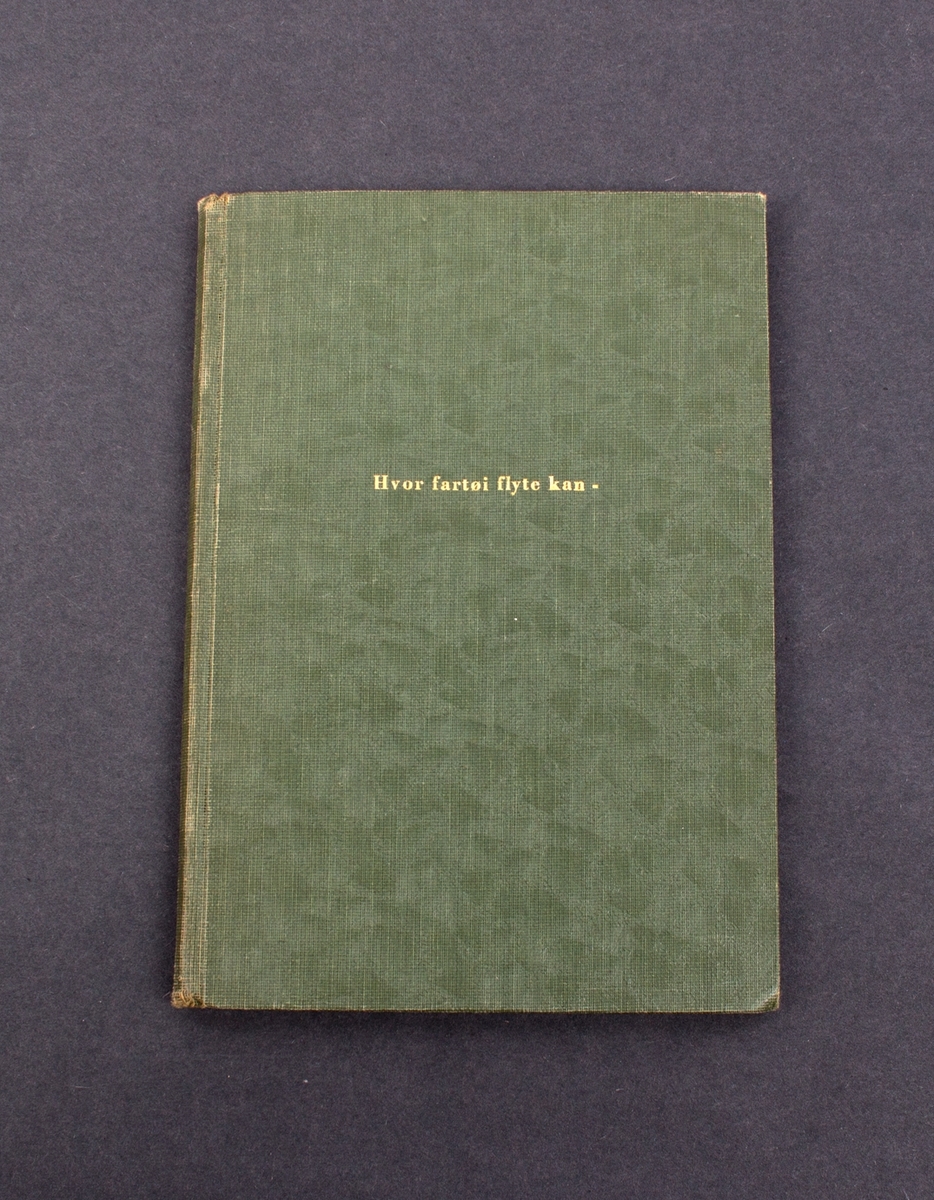 Hvor fartøi flyte kan -